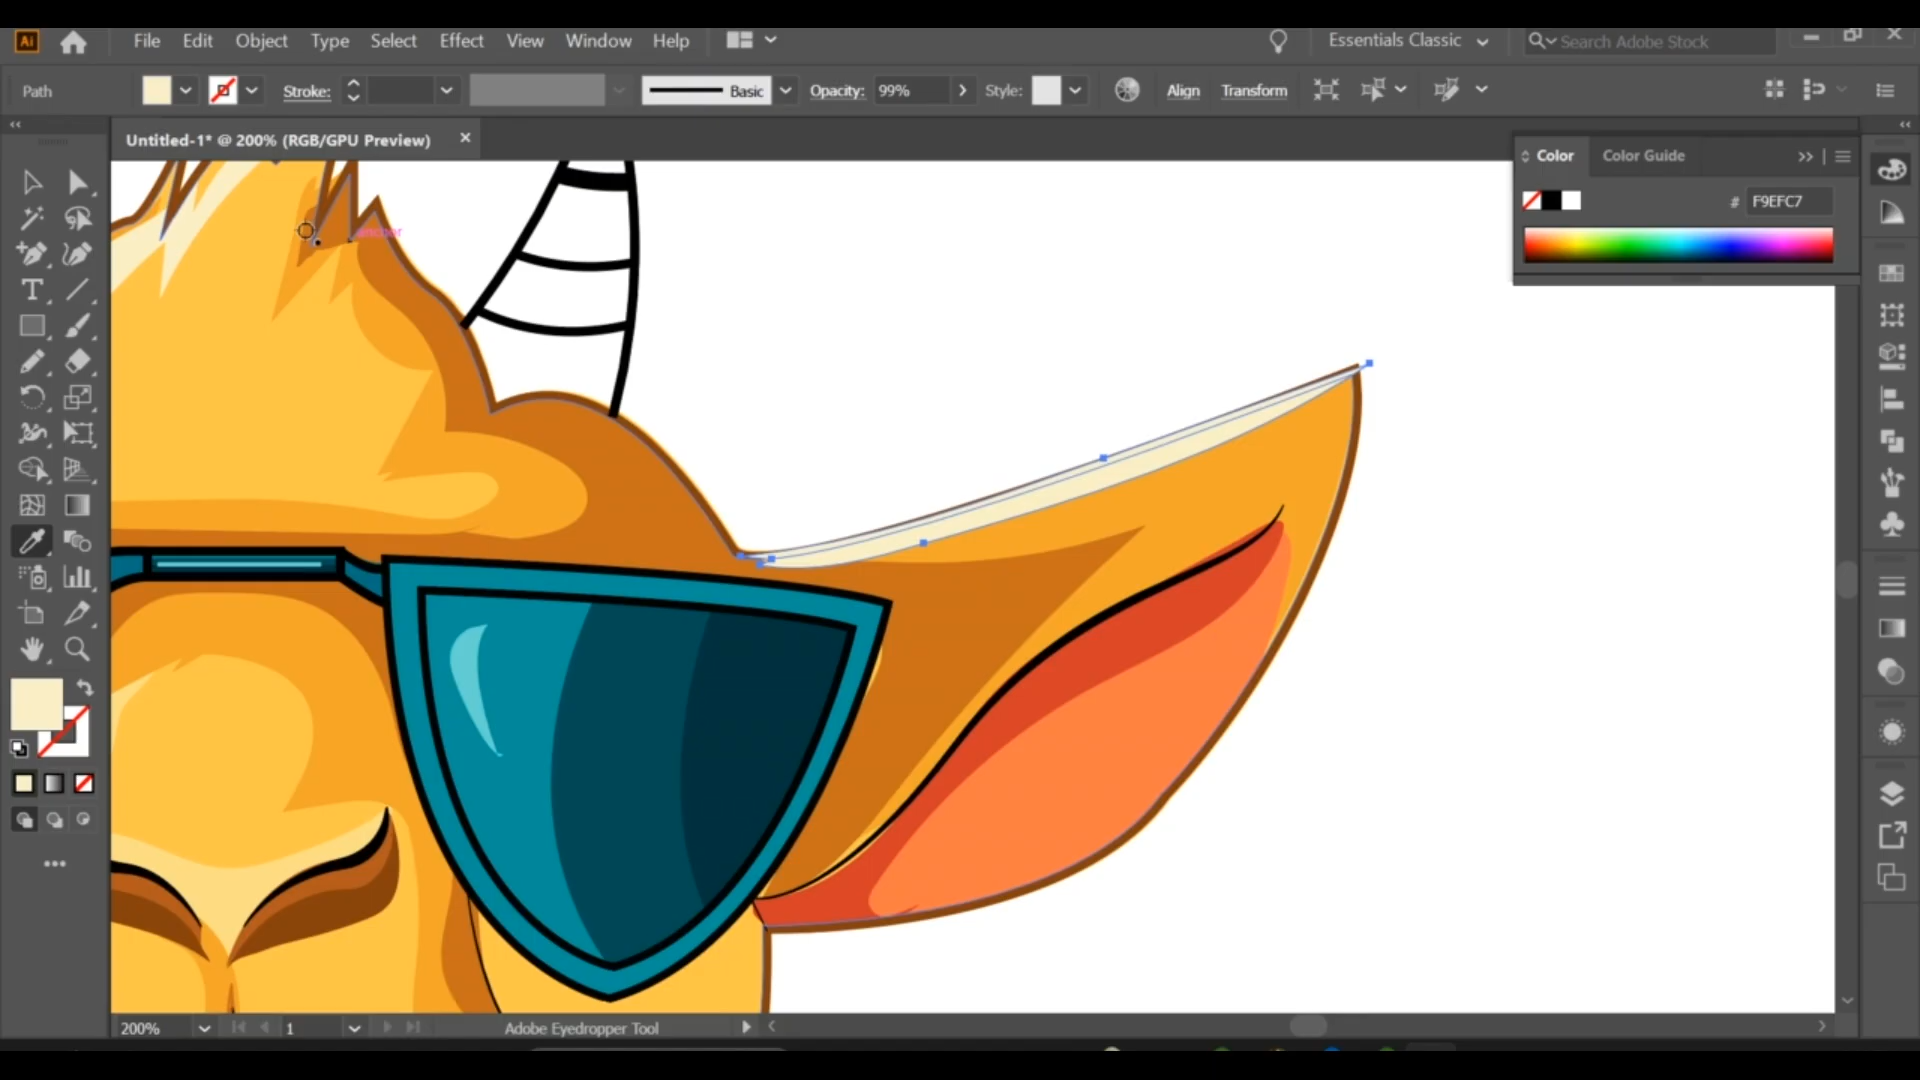 Ai File Edit Object Type Select Effect View Window Help Essentials Classic Search Adobe Stock
Path Stroke: Basic Opacity: 99% Style: Align Transform
Untitled-1* @ 200% (RGB/GPU Preview)
Color Color Guide
# F9EFC7
anchor
200% 1 Adobe Eyedropper Tool